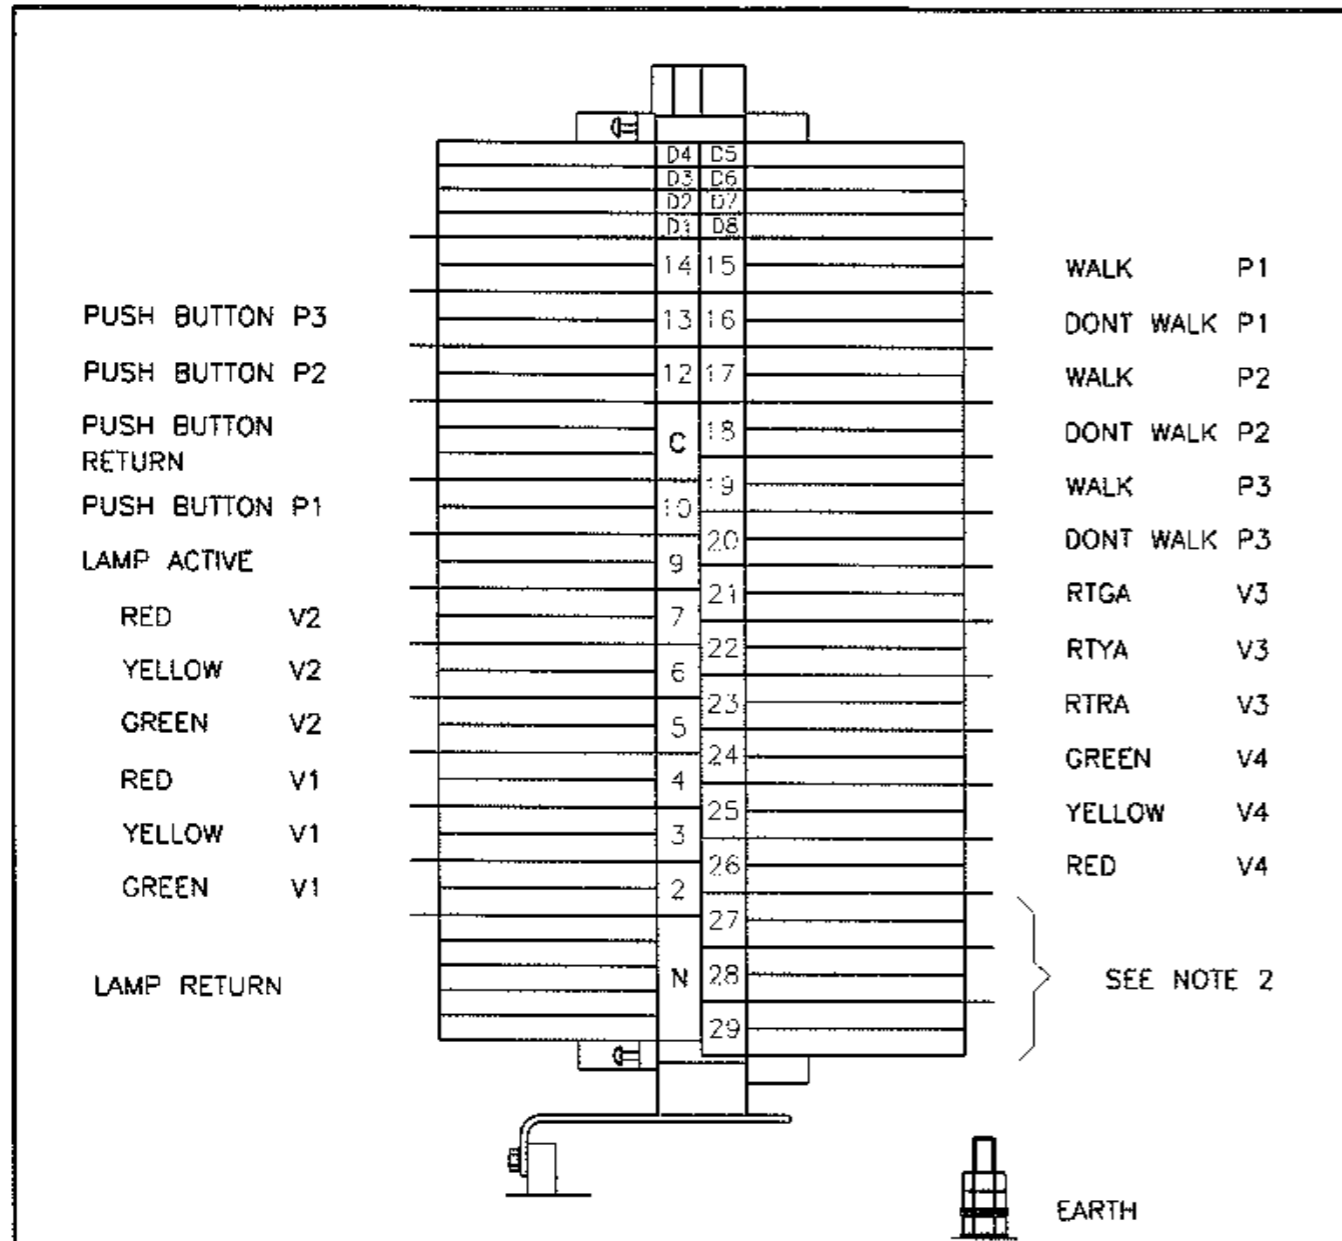 D4 D5
D3 D6
D2 D7
D1 D8
14 15 WALK P1
PUSH BUTTON P3 13 16 DONT WALK P1
PUSH BUTTON P2 12 17 WALK P2
PUSH BUTTON C 18 DONT WALK P2
RETURN
19 WALK P3
PUSH BUTTON P1 10
20 DONT WALK P3
LAMP ACTIVE 9
21 RTGA V3
RED V2 7
22 RTYA V3
YELLOW V2 6
23 RTRA V3
GREEN V2 5
24 GREEN V4
RED V1 4
25 YELLOW V4
YELLOW V1 3
26 RED V4
GREEN V1 2
27
LAMP RETURN N 28 SEE NOTE 2
29
EARTH